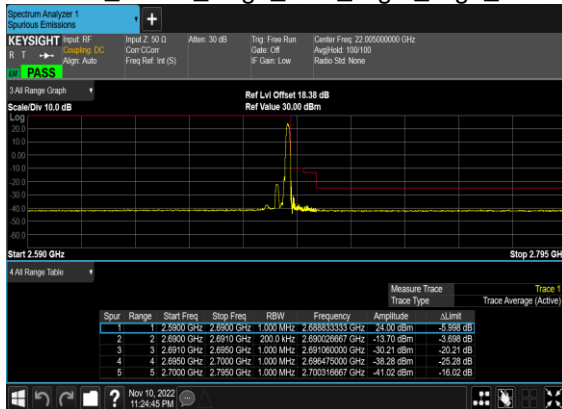 Spectrum Analyzer 1
Spurious Emissions
KEYSIGHT
R T
PASS
Input: RF
Coupling: DC
Align: Auto
Input Z: 50 Ω
Corr CCorr
Freq Ref: Int (S)
Atten: 30 dB
Trig: Free Run
Gate: Off
IF Gain: Low
Center Freq: 22.005000000 GHz
Avg|Hold: 100/100
Radio Std: None
3 All Range Graph
Scale/Div 10.0 dB
Ref Lvl Offset 18.38 dB
Ref Value 30.00 dBm
Log
20.0
10.0
0.00
-10.0
-20.0
-30.0
-40.0
-50.0
-60.0
Start 2.590 GHz
Stop 2.795 GH
4 All Range Table
Measure Trace Trace 1
Trace Type Trace Average (Active)
Spur Range Start Freq Stop Freq RBW Frequency Amplitude ΔLimit
1 1 2.5900 GHz 2.6900 GHz 1.000 MHz 2.688833333 GHz 24.00 dBm -5.998 dB
2 2 2.6900 GHz 2.6910 GHz 200.0 kHz 2.690026667 GHz -13.70 dBm -3.698 dB
3 3 2.6910 GHz 2.6950 GHz 1.000 MHz 2.691060000 GHz -30.21 dBm -20.21 dB
4 4 2.6950 GHz 2.7000 GHz 1.000 MHz 2.696475000 GHz -38.28 dBm -25.28 dB
5 5 2.7000 GHz 2.7950 GHz 1.000 MHz 2.700316667 GHz -41.02 dBm -16.02 dB
Nov 10, 2022
11:24:45 PM